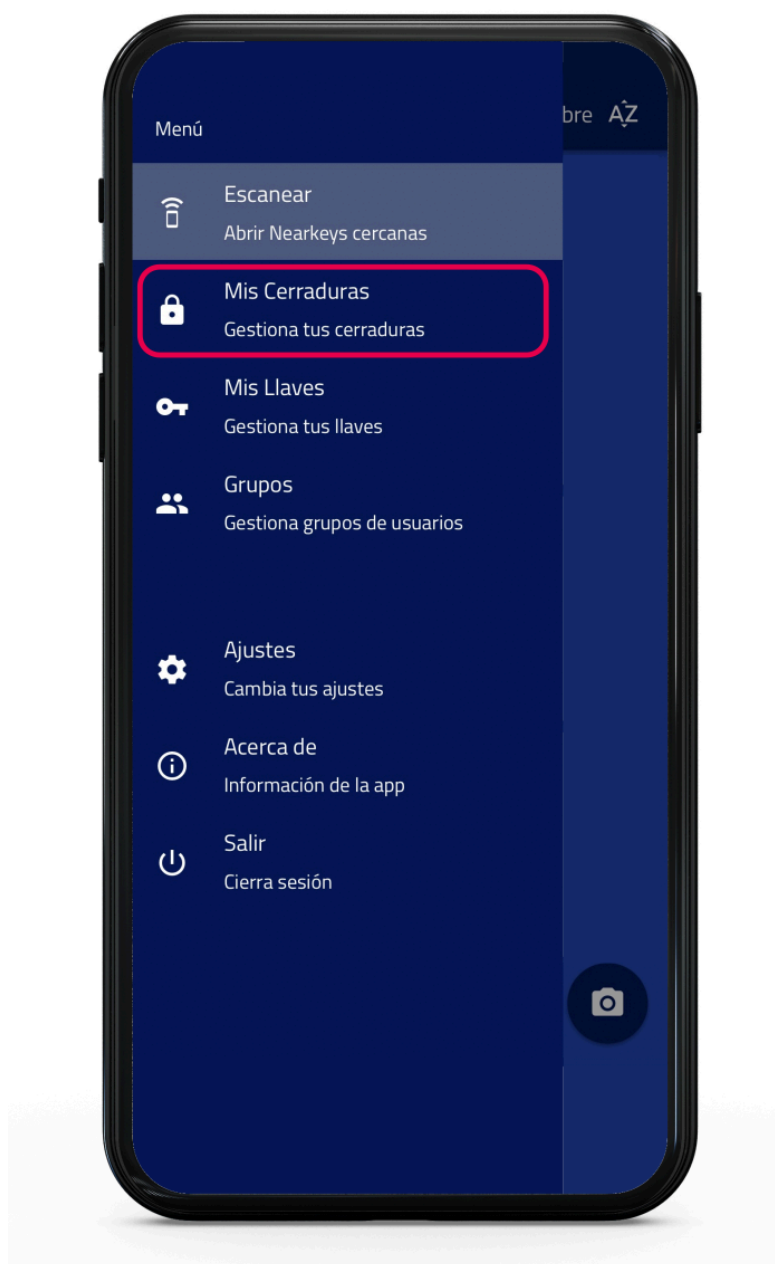 Menú
bre AZ
Escanear
Abrir Nearkeys cercanas
Mis Cerraduras
Gestiona tus cerraduras
Mis Llaves
Gestiona tus llaves
Grupos
Gestiona grupos de usuarios
Ajustes
Cambia tus ajustes
Acerca de
Información de la app
Salir
Cierra sesión